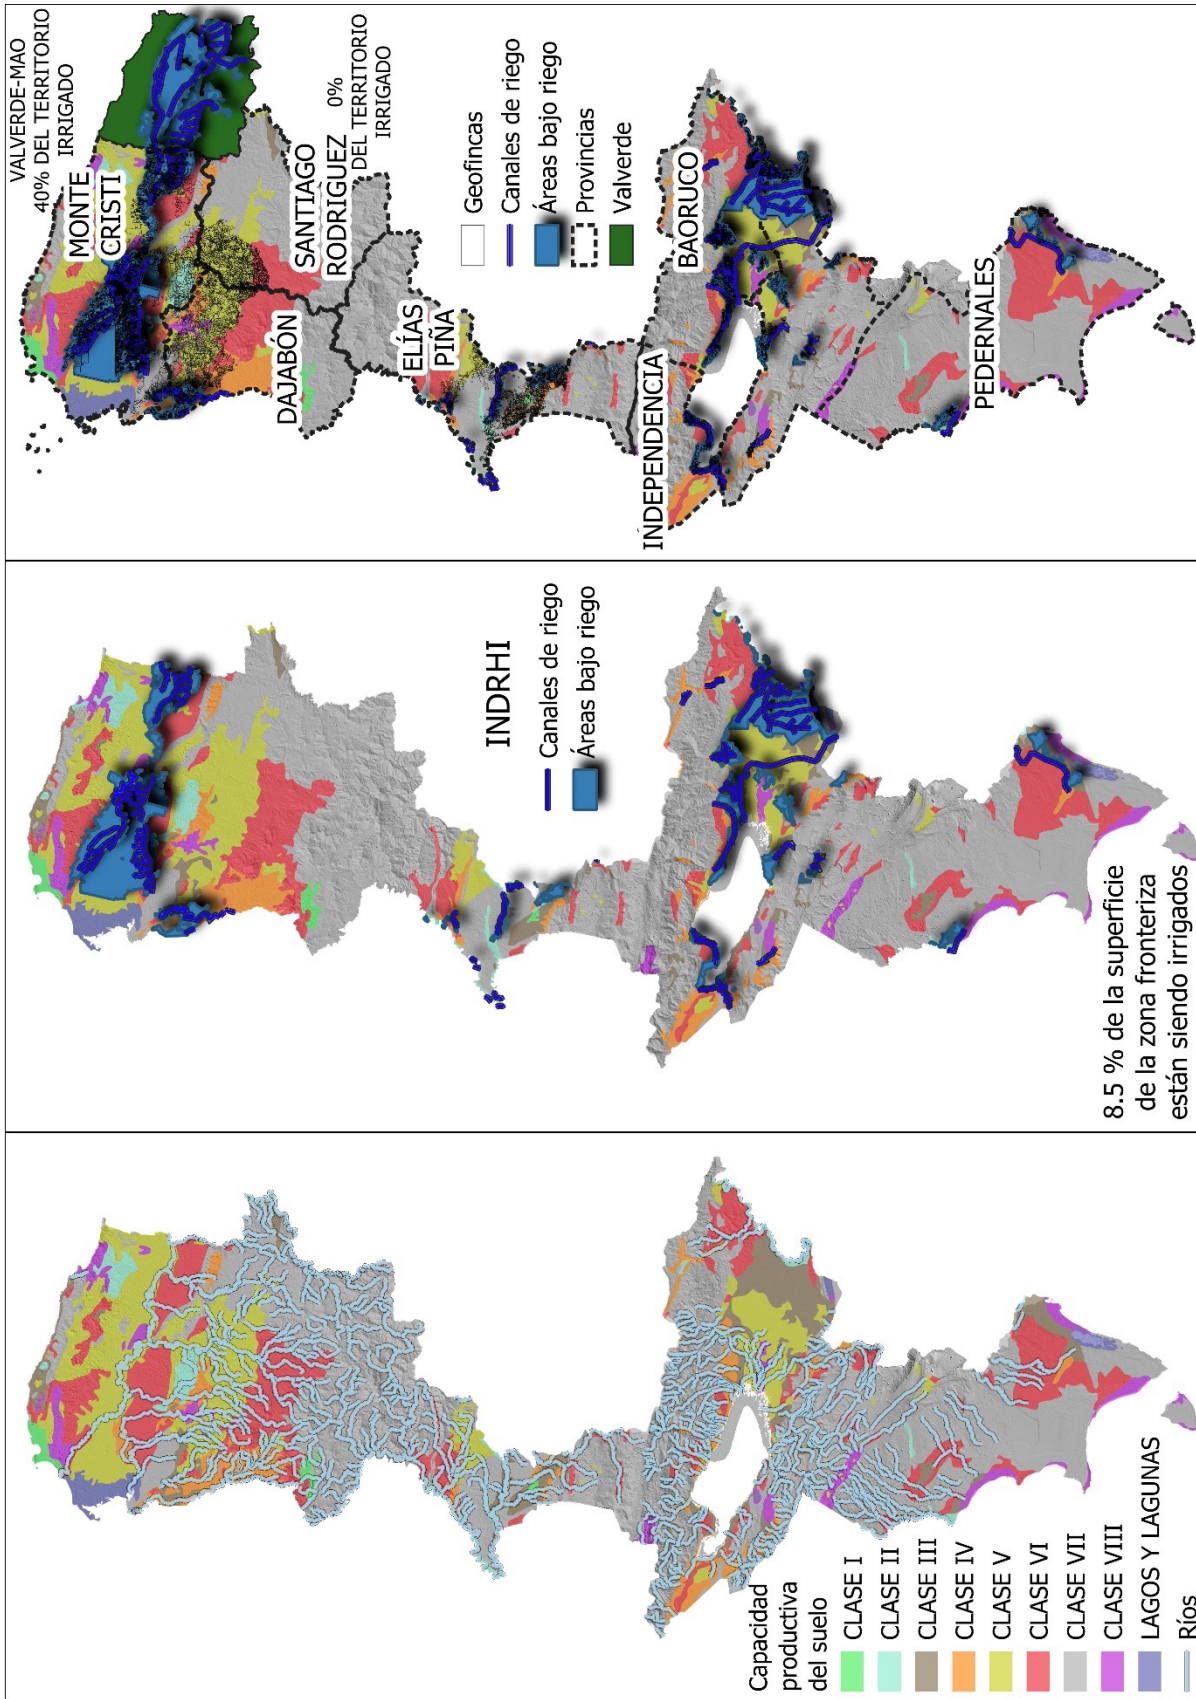 Capacidad
productiva
del suelo
CLASE I
CLASE II
CLASE III
CLASE IV
CLASE V
CLASE VI
CLASE VII
CLASE VIII
LAGOS Y LAGUNAS
Ríos
INDRHI
Canales de riego
Áreas bajo riego
8.5 % de la superficie
de la zona fronteriza
están siendo irrigados
VALVERDE-MAO
40% DEL TERRITORIO
IRRIGADO
MONTE
CRISTI
SANTIAGO
RODRIGUEZ
0%
DEL TERRITORIO
IRRIGADO
DAJABÓN
ELÍAS
PIÑA
Geofincas
Canales de riego
Áreas bajo riego
Provincias
Valverde
INDEPENDENCIA
BAORUCO
PEDERNALES